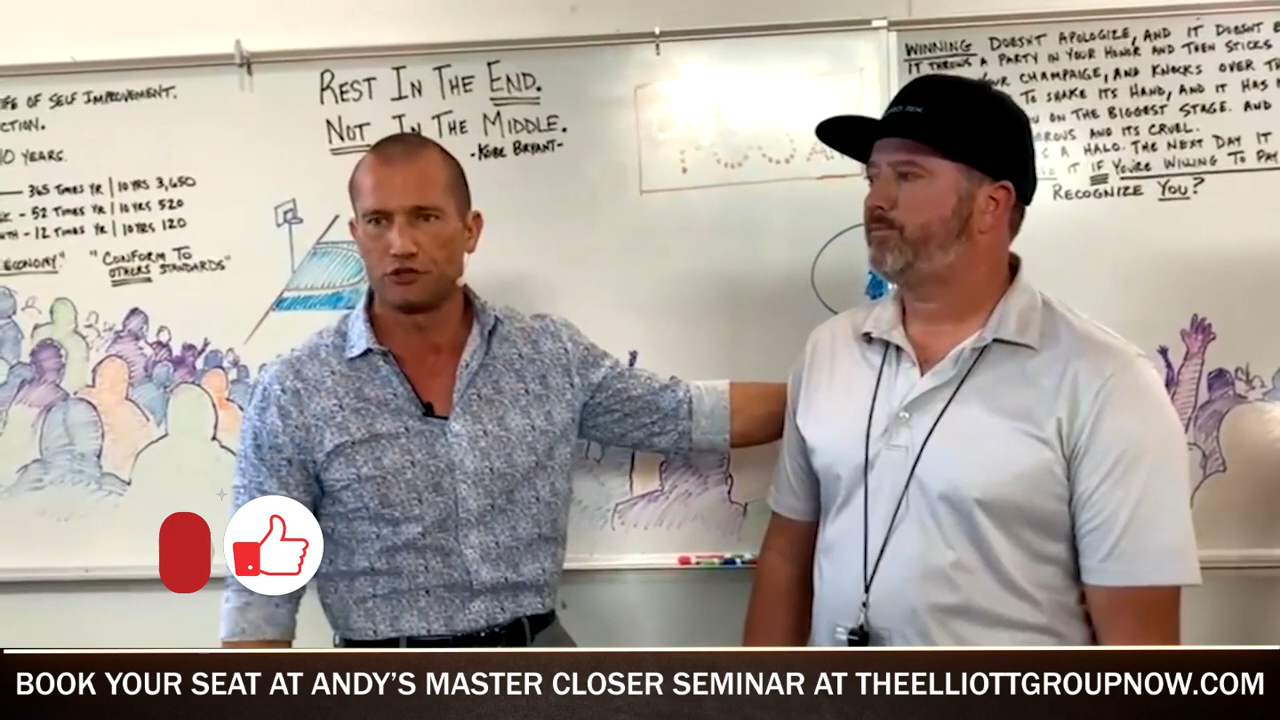 IFE OF SELF IMPROVEMENT.
CTION.
10 YEARS.
365 TIMES YR | 10 YRS 3,650
- 52 TIMES YR | 10 YRS 520
- 12 TIMES YR | 10 YRS 120
ECONOMY" "CONFORM TO
OTHERS STANDARDS"
REST IN THE END.
NOT IN THE MIDDLE.
-KOBE BRYANT-
WINNING DOESN'T APOLOGIZE, AND IT DOESN'T
IT THROWS A PARTY IN YOUR HONOR AND THEN STICKS
UR CHAMPAIGE, AND KNOCKS OVER TH
TO SHAKE ITS HAND, AND IT HAS
U ON THE BIGGEST STAGE. AND
ROUS AND ITS CRUEL.
A HALO. THE NEXT DAY IT
IT IF YOU'RE WILLING TO PAY
RECOGNIZE YOU?
BOOK YOUR SEAT AT ANDY'S MASTER CLOSER SEMINAR AT THEELLIOTTGROUPNOW.COM